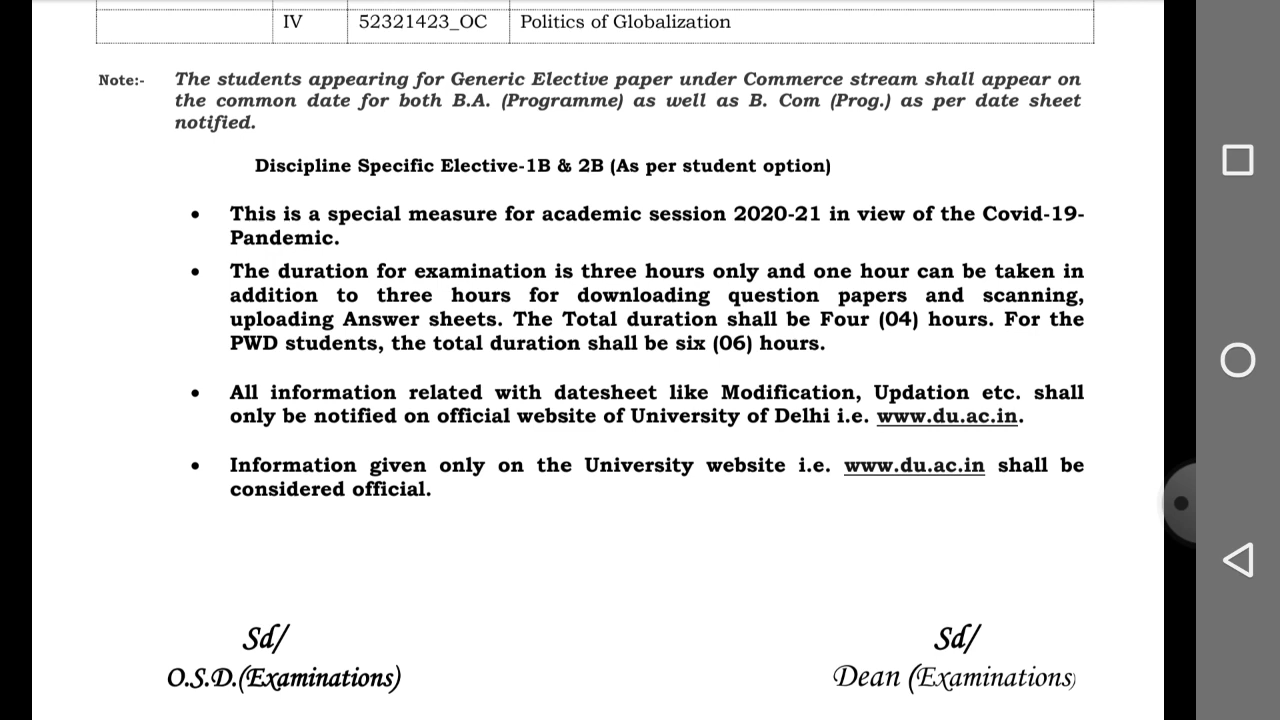 IV 52321423_OC Politics of Globalization
Note:- The students appearing for Generic Elective paper under Commerce stream shall appear on
the common date for both B.A. (Programme) as well as B. Com (Prog.) as per date sheet
notified.
Discipline Specific Elective-1B & 2B (As per student option)
• This is a special measure for academic session 2020-21 in view of the Covid-19-
Pandemic.
• The duration for examination is three hours only and one hour can be taken in
addition to three hours for downloading question papers and scanning,
uploading Answer sheets. The Total duration shall be Four (04) hours. For the
PWD students, the total duration shall be six (06) hours.
• All information related with datesheet like Modification, Updation etc. shall
only be notified on official website of University of Delhi i.e. www.du.ac.in.
• Information given only on the University website i.e. www.du.ac.in shall be
considered official.
Sd/ Sd/
O.S.D.(Examinations) Dean (Examinations)